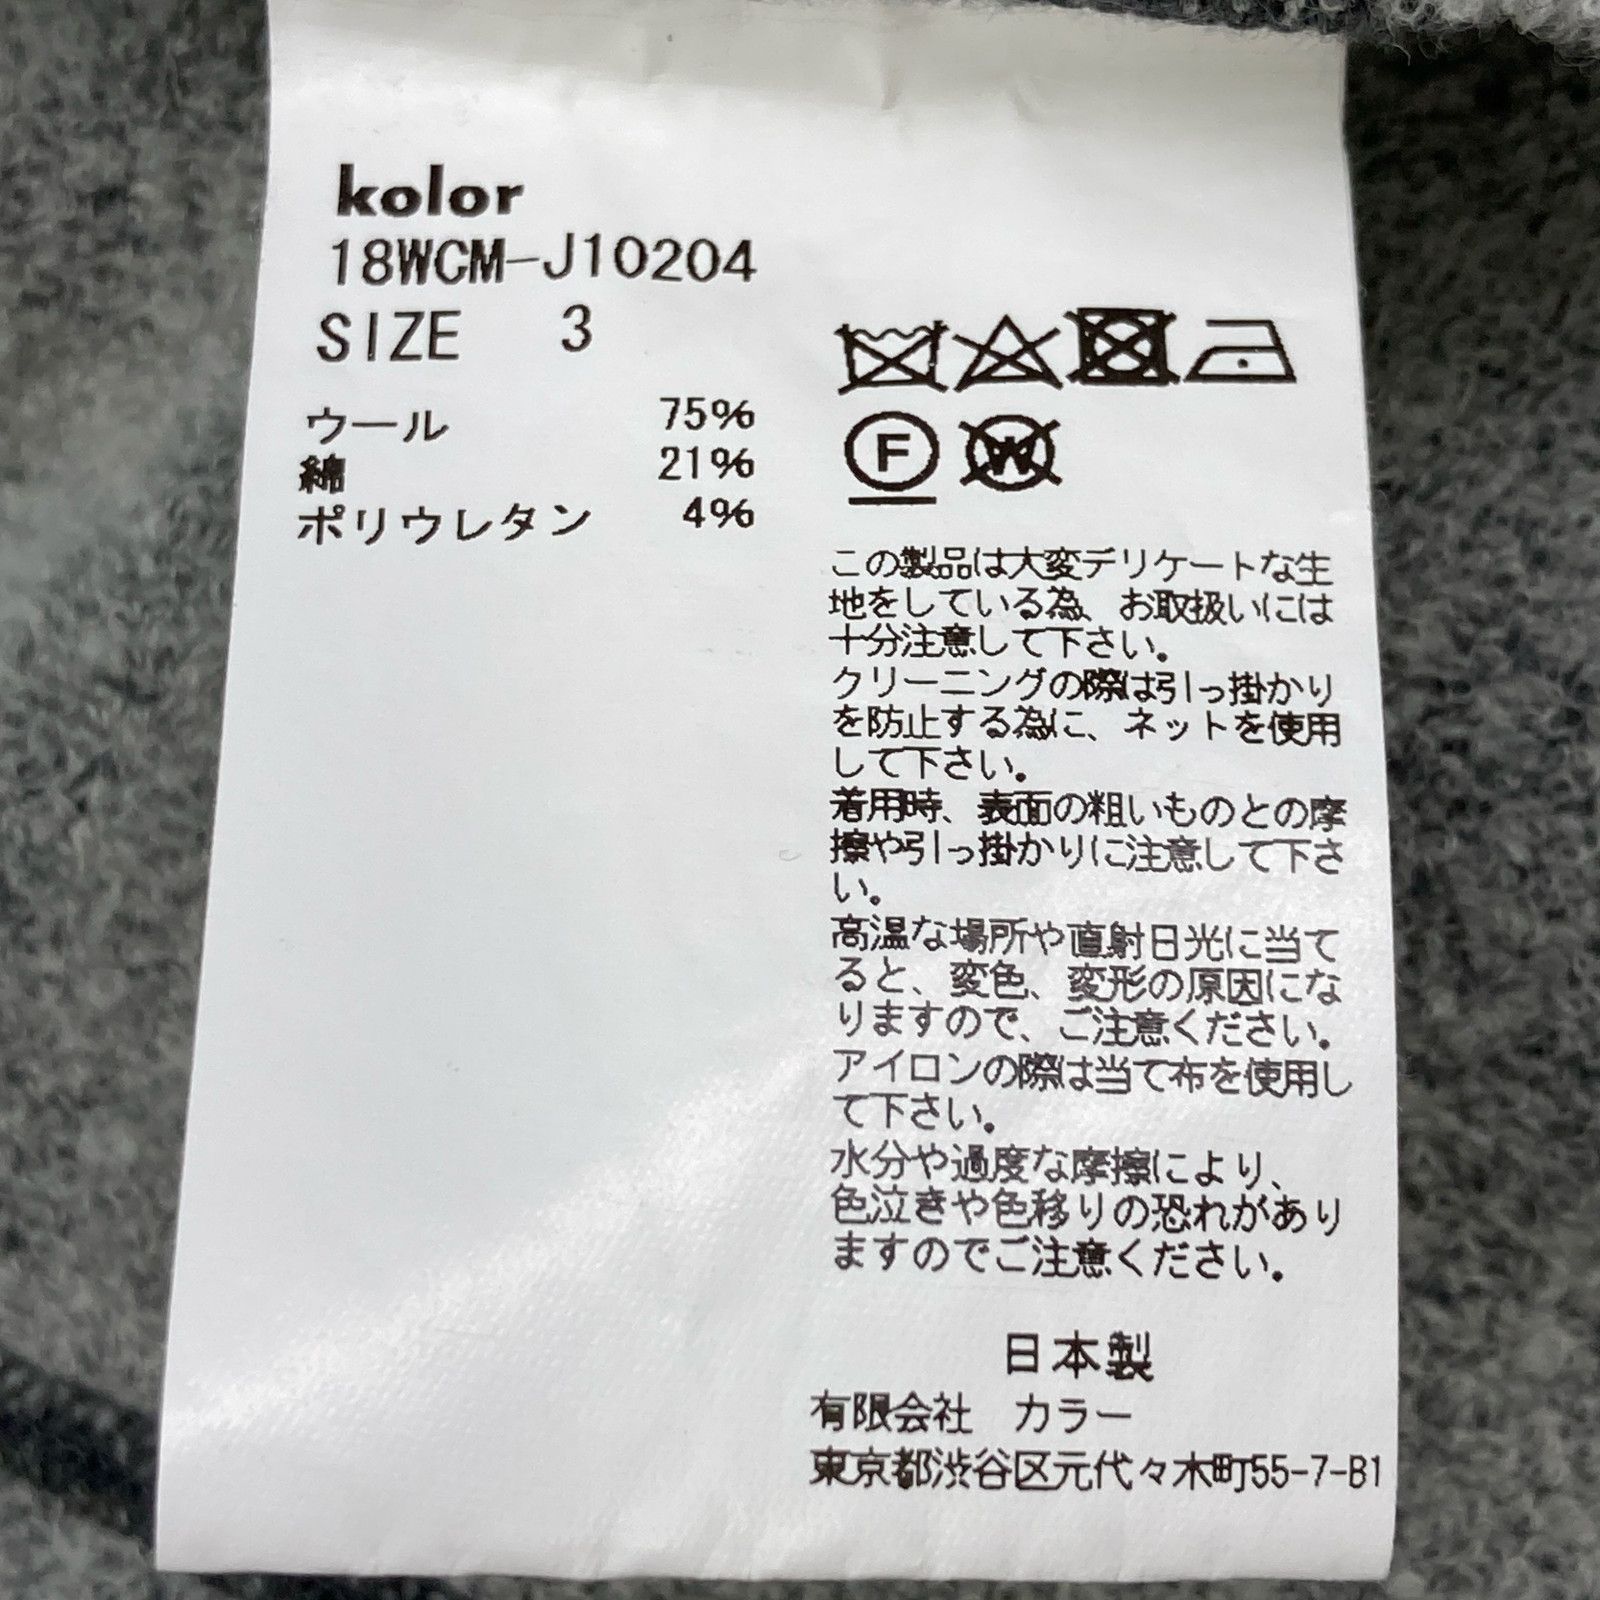 kolor
18WCM-J10204
SIZE 3
ウール 75%
綿 21%
ポリウレタン 4%
F
W
この製品は大変デリケートな生
地をしている為、お取扱いには
十分注意して下さい。
クリーニングの際は引っ掛かり
を防止する為に、ネットを使用
して下さい。
着用時、表面の粗いものとの摩
擦や引っ掛かりに注意して下さ
い。
高温な場所や直射日光に当て
ると、変色、変形の原因にな
りますので、ご注意ください。
アイロンの際は当て布を使用し
て下さい。
水分や過度な摩擦により、
色泣きや色移りの恐れがあり
ますのでご注意ください。
日本製
有限会社 カラー
東京都渋谷区元代々木町55-7-B1